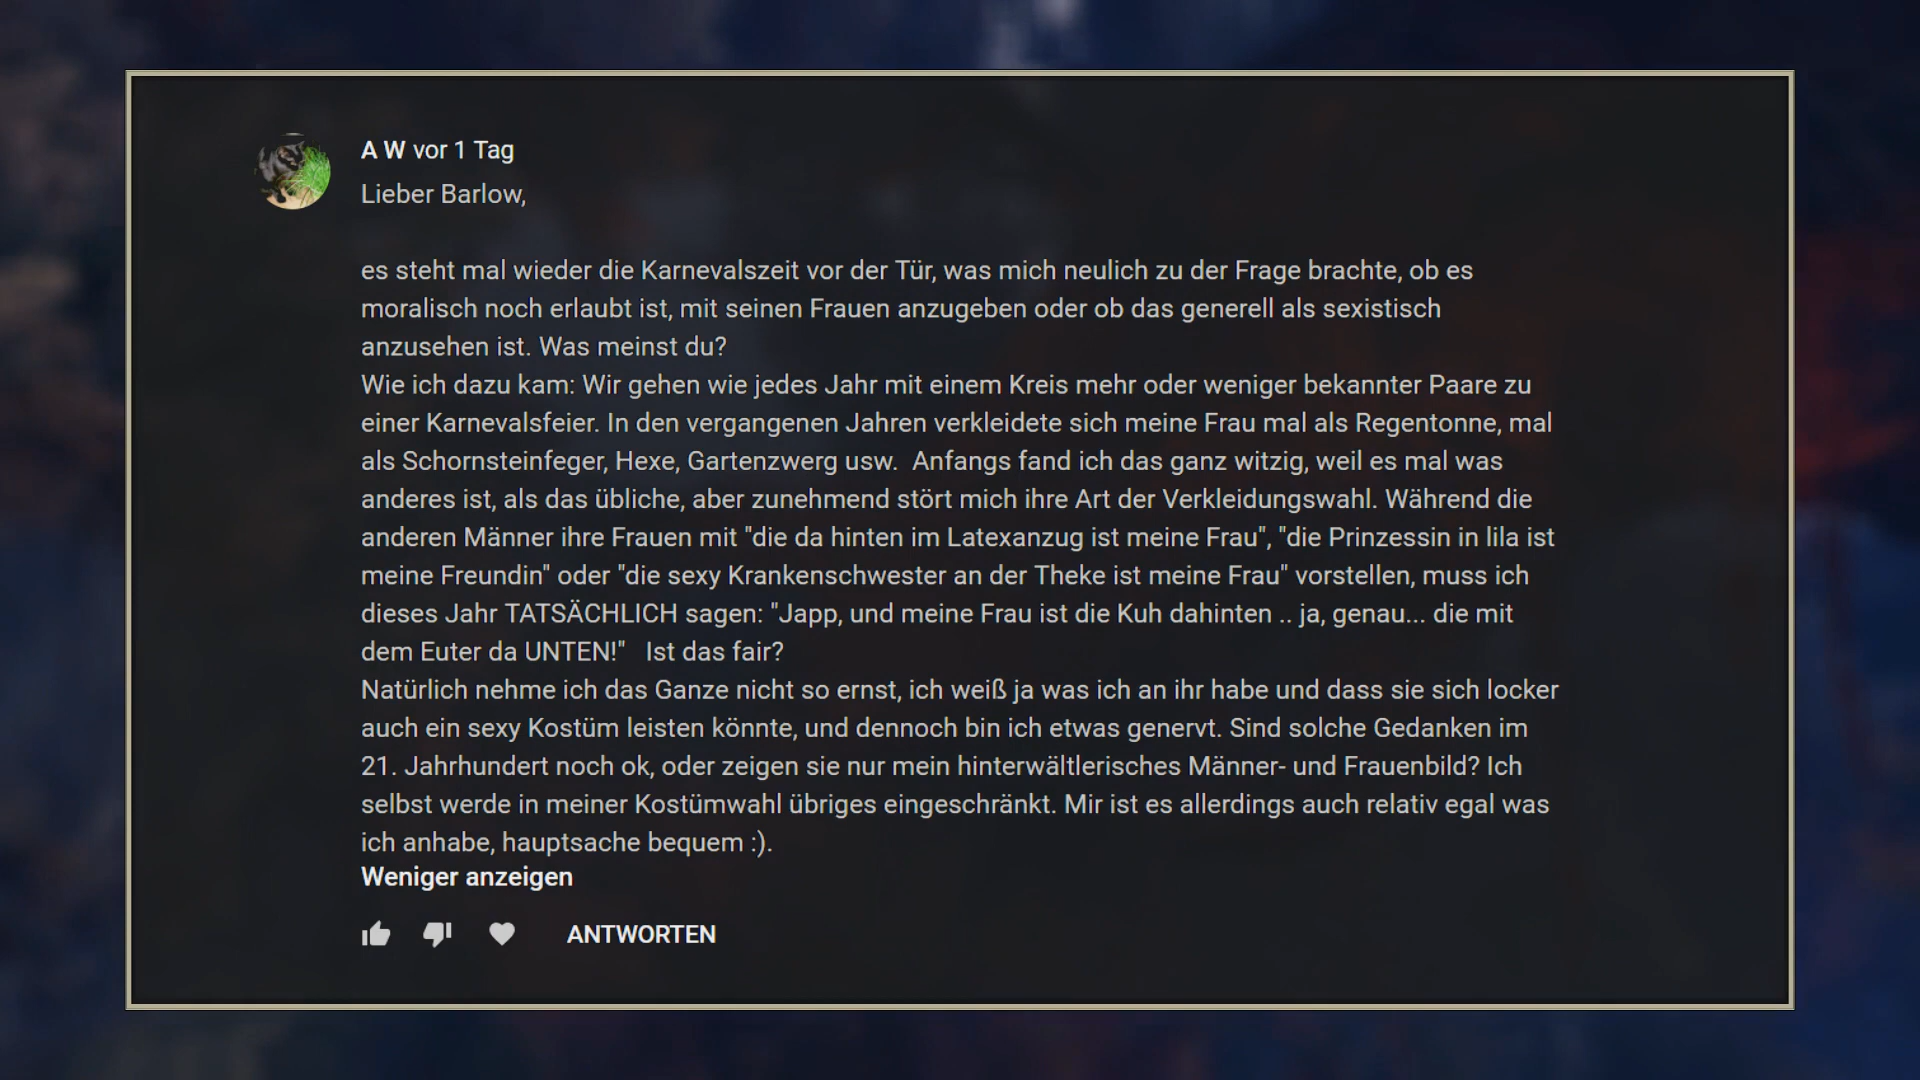 A W vor 1 Tag
Lieber Barlow,
es steht mal wieder die Karnevalszeit vor der Tür, was mich neulich zu der Frage brachte, ob es
moralisch noch erlaubt ist, mit seinen Frauen anzugeben oder ob das generell als sexistisch
anzusehen ist. Was meinst du?
Wie ich dazu kam: Wir gehen wie jedes Jahr mit einem Kreis mehr oder weniger bekannter Paare zu
einer Karnevalsfeier. In den vergangenen Jahren verkleidete sich meine Frau mal als Regentonne, mal
als Schornsteinfeger, Hexe, Gartenzwerg usw.  Anfangs fand ich das ganz witzig, weil es mal was
anderes ist, als das übliche, aber zunehmend stört mich ihre Art der Verkleidungswahl. Während die
anderen Männer ihre Frauen mit "die da hinten im Latexanzug ist meine Frau", "die Prinzessin in lila ist
meine Freundin" oder "die sexy Krankenschwester an der Theke ist meine Frau" vorstellen, muss ich
dieses Jahr TATSÄCHLICH sagen: "Japp, und meine Frau ist die Kuh dahinten .. ja, genau... die mit
dem Euter da UNTEN!"   Ist das fair?
Natürlich nehme ich das Ganze nicht so ernst, ich weiß ja was ich an ihr habe und dass sie sich locker
auch ein sexy Kostüm leisten könnte, und dennoch bin ich etwas genervt. Sind solche Gedanken im
21. Jahrhundert noch ok, oder zeigen sie nur mein hinterwältlerisches Männer- und Frauenbild? Ich
selbst werde in meiner Kostümwahl übriges eingeschränkt. Mir ist es allerdings auch relativ egal was
ich anhabe, hauptsache bequem :).
Weniger anzeigen
ANTWORTEN